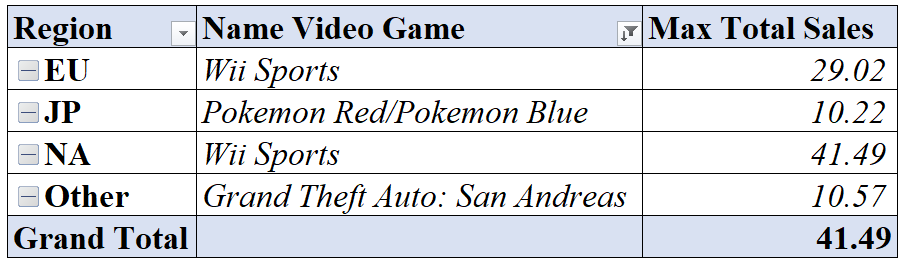 Region Name Video Game Max Total Sales
EU Wii Sports 29.02
JP Pokemon Red/Pokemon Blue 10.22
NA Wii Sports 41.49
Other Grand Theft Auto: San Andreas 10.57
Grand Total 41.49